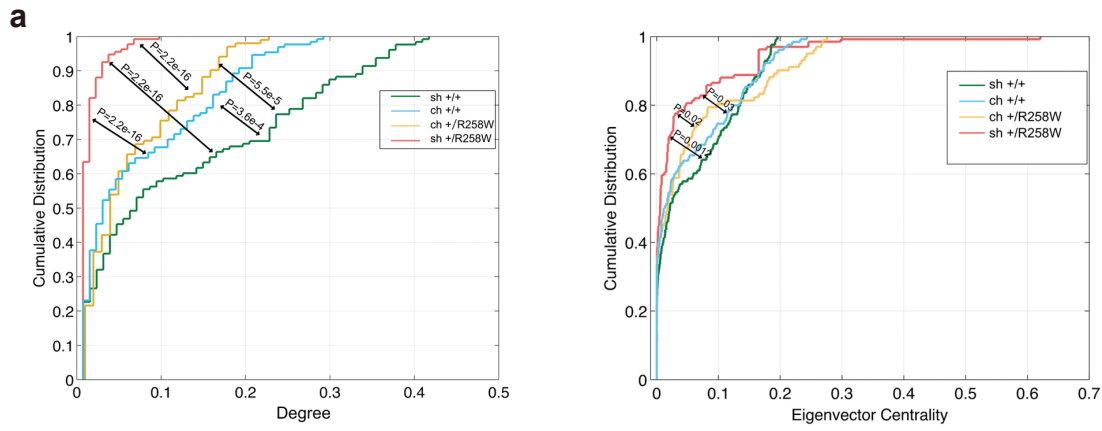 a
1
0.9
0.8
0.7
0.6
0.5
0.4
0.3
0.2
0.1
0
Cumulative Distribution
P=2.2e-16
P=2.2e-16
P=2.2e-16
P=5.5e-5
P=3.6e-4
sh +/+
ch +/+
ch +/R258W
sh +/R258W
0 0.1 0.2 0.3 0.4 0.5
Degree
1
0.8
0.6
0.4
0.2
0
Cumulative Distribution
P=0.03
P=0.02
P=0.0012
sh +/+
ch +/+
ch +/R258W
sh +/R258W
0 0.1 0.2 0.3 0.4 0.5 0.6 0.7
Eigenvector Centrality